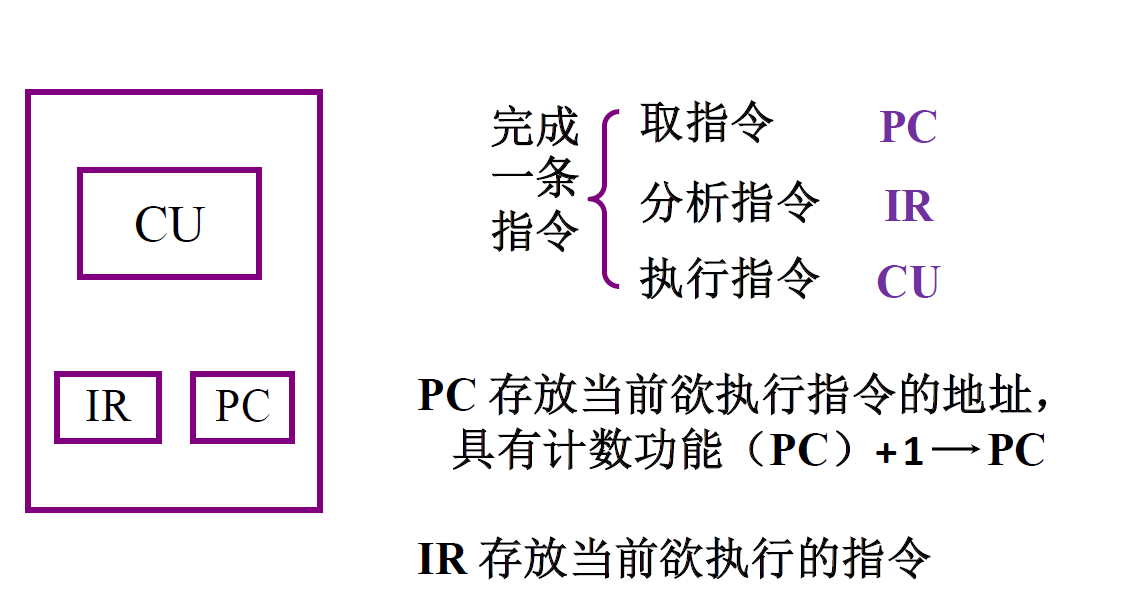 CU
IR PC
完成
一条
指令
取指令 PC
分析指令 IR
执行指令 CU
PC 存放当前欲执行指令的地址，
具有计数功能（PC）+1→PC
IR 存放当前欲执行的指令